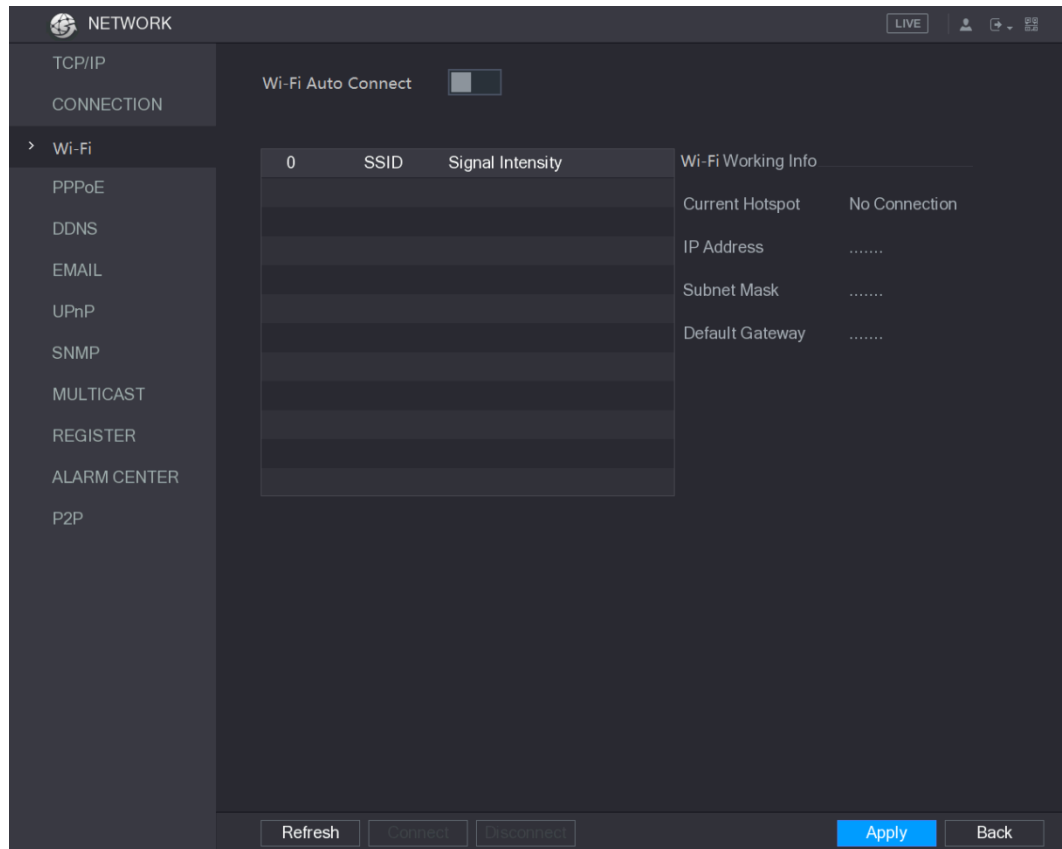 NETWORK
LIVE
TCP/IP
CONNECTION
Wi-Fi
PPPoE
DDNS
EMAIL
UPnP
SNMP
MULTICAST
REGISTER
ALARM CENTER
P2P
Wi-Fi Auto Connect
0 SSID Signal Intensity
Wi-Fi Working Info
Current Hotspot No Connection
IP Address .......
Subnet Mask .......
Default Gateway .......
Refresh Connect Disconnect Apply Back